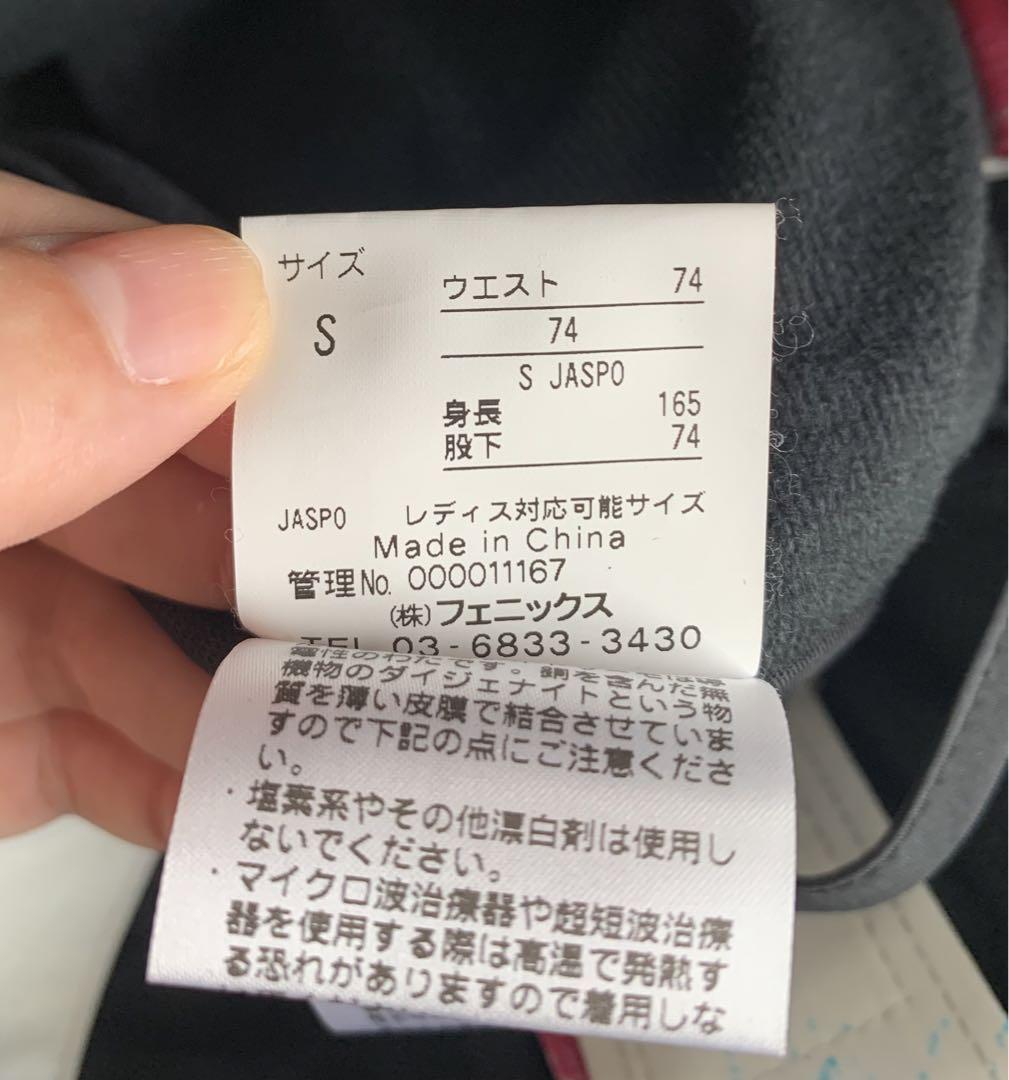 サイズ
S
ウエスト 74
74
S JASPO
身長 165
股下 74
JASPO レディス対応可能サイズ
Made in China
管理No. 000011167
(株)フェニックス
TEL 03-6833-3430
機物のダイジェナイトという物
質を薄い皮膜で結合させていま
すので下記の点にご注意くださ
い。
・塩素系やその他漂白剤は使用し
ないでください。
・マイクロ波治療器や超短波治療
器を使用する際は高温で発熱す
る恐れがありますので着用しな